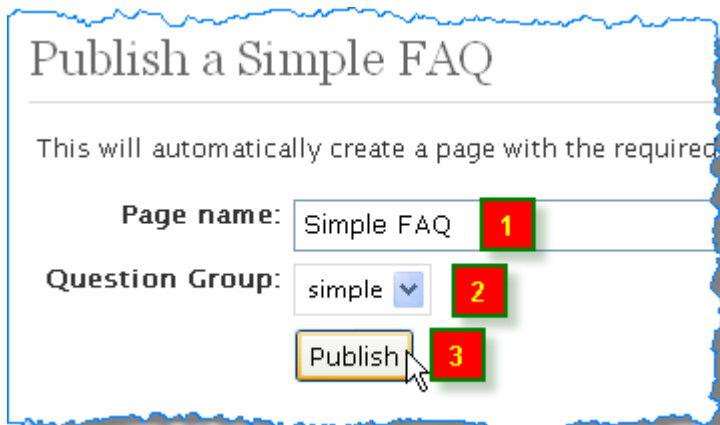 Publish a Simple FAQ
This will automatically create a page with the required
Page name: Simple FAQ 1
Question Group: simple 2
Publish 3